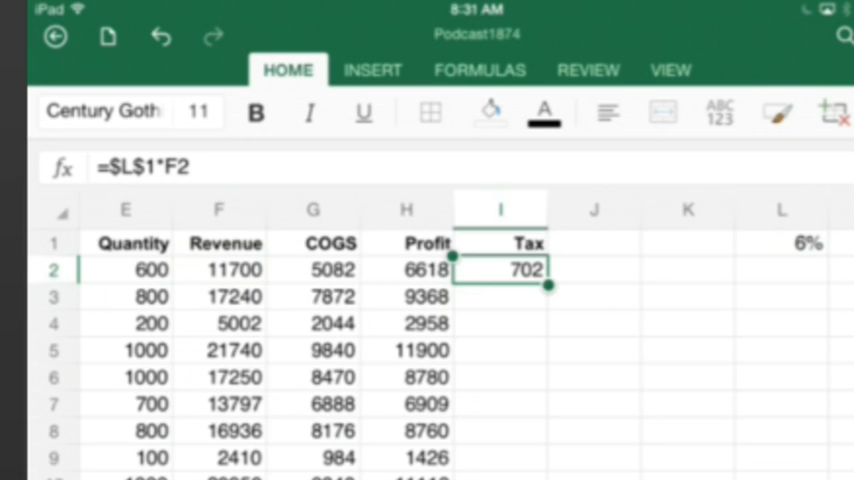 iPad 8:31 AM
Podcast1874
HOME INSERT FORMULAS REVIEW VIEW
Century Goth 11 B I U A ABC 123
fx =$L$1*F2
E F G H I J K L
1 Quantity Revenue COGS Profit Tax 6%
2 600 11700 5082 6618 702
3 800 17240 7872 9368
4 200 5002 2044 2958
5 1000 21740 9840 11900
6 1000 17250 8470 8780
7 700 13797 6888 6909
8 800 16936 8176 8760
9 100 2410 984 1426